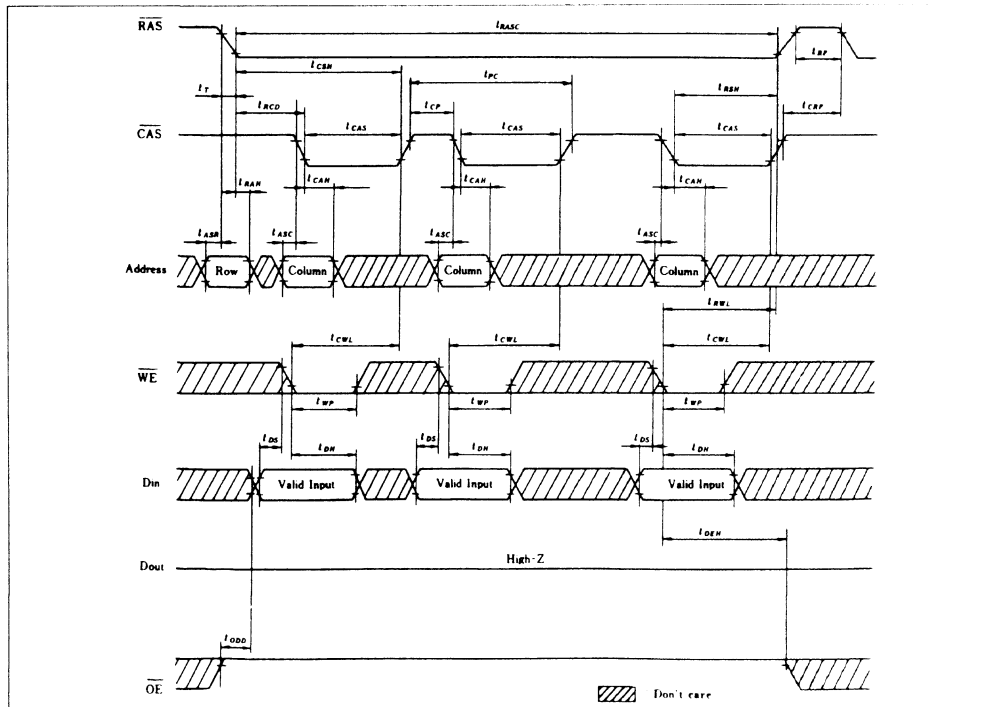 RAS
tRASC
tRP
tCSH
tPC
tRSH
tT
tRCD
tCP
tCRP
CAS
tCAS
tCAS
tCAS
tRAH
tCAH
tCAH
tCAH
tASR
tASC
tASC
tASC
Address
Row
Column
Column
Column
tRWL
tCWL
tCWL
tCWL
WE
tWP
tWP
tWP
tDS
tDH
tDS
tDH
tDS
tDH
Din
Valid Input
Valid Input
Valid Input
tOEH
High-Z
Dout
tODD
OE
Don't care